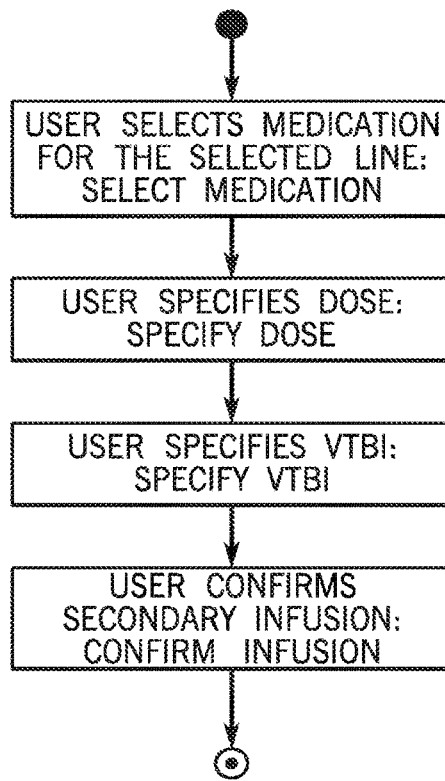 USER SELECTS MEDICATION
FOR THE SELECTED LINE:
SELECT MEDICATION
USER SPECIFIES DOSE:
SPECIFY DOSE
USER SPECIFIES VTBI:
SPECIFY VTBI
USER CONFIRMS
SECONDARY INFUSION:
CONFIRM INFUSION